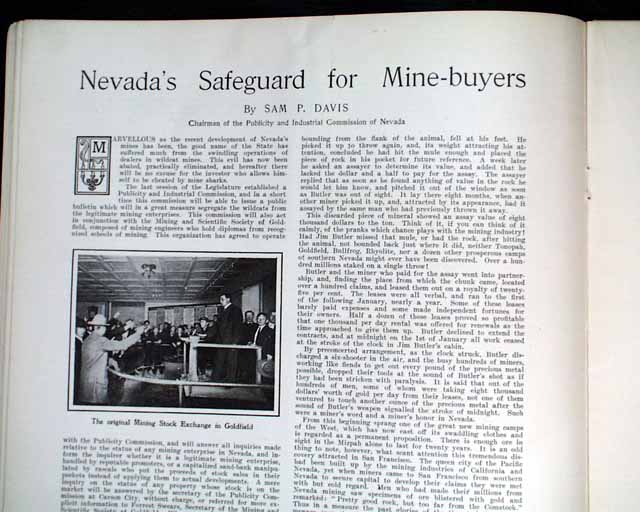 Nevada's Safeguard for Mine-buyers
By SAM P. DAVIS
Chairman of the Publicity and Industrial Commission of Nevada
MARVELLOUS as the recent development of Nevada's
mines has been, the good name of the State has
suffered much from the swindling operations of
dealers in wildcat mines. This evil has now been
abated, practically eliminated, and hereafter there
will be no excuse for the investor who allows him-
self to be cheated by mine sharks.
The last session of the Legislature established a
Publicity and Industrial Commission, and in a short
time this commission will be able to issue a public
bulletin which will in a great measure segregate the wildcats from
the legitimate mining enterprises. This commission will also act
in conjunction with the Mining and Scientific Society of Gold-
field, composed of mining engineers who hold diplomas from recog-
nized schools of mining. This organization has agreed to operate
The original Mining Stock Exchange in Goldfield
with the Publicity Commission, and will answer all inquiries made
relative to the status of any mining enterprise in Nevada, and in-
form the inquirer whether it is a legitimate mining enterprise,
handled by reputable promoters, or a capitalized sand-bank manipu-
lated by rascals who put the proceeds of stock sales in their
pockets instead of applying them to actual developments. A mere
inquiry on the status of any property whose stock is on the
market will be answered by the secretary of the Publicity Com-
mission at Carson City, without charge, or referred for more ex-
plicit information to Forrest Secretary of the Mining and
bounding from the flank of the animal, fell at his feet. He
picked it up to throw again, and, its weight attracting his at-
tention, concluded he had hit the mule enough and placed the
piece of rock in his pocket for future reference. A week later
he asked an assayer to determine its value, and added that he
lacked the dollar and a half to pay for the assay. The assayer
replied that as soon as he found anything of value in the rock he
would let him know, and pitched it out of the window as soon
as Butler was out of sight. It lay there eight months, when an-
other miner picked it up, and, attracted by its appearance, had it
assayed by the same man who had previously thrown it away.
This discarded piece of mineral showed an assay value of eight
thousand dollars to the ton. Think of it, if you can think of it
calmly, of the pranks which chance plays with the mining industry!
Had Jim Butler missed that mule, or had the rock, after hitting
the animal, not bounded back just where it did, neither Tonopah,
Goldfield, Bullfrog, Rhyolite, nor a dozen other prosperous camps
of southern Nevada might ever have been discovered. Over a hun-
dred millions staked on a single throw!
Butler and the miner who paid for the assay went into partner-
ship, and, finding the place from which the chunk came, located
over a hundred claims, and leased them out on a royalty of twenty-
five per cent. The leases were all verbal, and ran to the first
of the following January, nearly a year. Some of these leases
barely paid expenses and some made independent fortunes for
their owners. Half a dozen of those leases proved so profitable
that one thousand per day rental was offered for renewals as the
time approached to give them up. Butler declined to extend the
contracts, and at midnight on the 1st of January all work ceased
at the stroke of the clock in Jim Butler's cabin.
By preconcerted arrangement, as the clock struck, Butler dis-
charged a six-shooter in the air, and the busy hundreds of miners,
working like fiends to get out every pound of the precious metal
possible, dropped their tools at the sound of Butler's shot as if
they had been stricken with paralysis. It is said that out of the
hundreds of men, some of whom were taking eight thousand
dollars' worth of gold per day from their leases, not one of them
ventured to touch another ounce of the precious metal after the
sound of Butler's weapon signalled the stroke of midnight. Such
were a miner's word and a miner's honor in Nevada.
From this beginning sprang one of the great new mining camps
of the West, which has now cast off its swaddling clothes and
is regarded as a permanent proposition. There is enough ore in
sight in the Mizpah alone to last for twenty years. It is an odd
thing to note, however, what scant attention this tremendous dis-
covery attracted in San Francisco. The queen city of the Pacific
had been built up by the mining industries of California and
Nevada, yet when miners came to San Francisco from southern
Nevada to secure capital to develop their claims they were met
with but cold regard. Men who had made their millions from
Nevada mining saw specimens of ore blistered with gold and
remarked: "Pretty good rock, but too far from the Comstock."
Thus in a measure the past